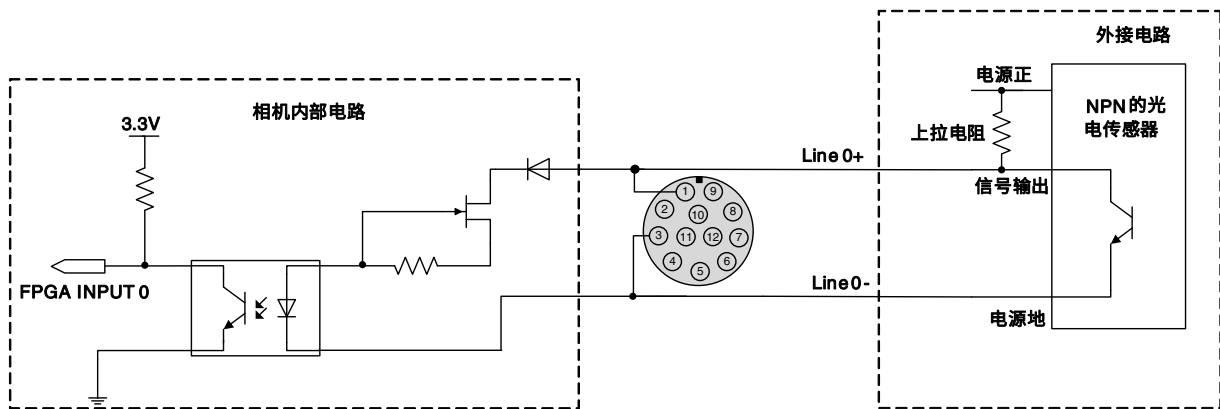 外接电路
电源正
NPN的光
电传感器
上拉电阻
相机内部电路
3.3V
Line 0+
信号输出
1
9
2
10
8
3
11
12
7
4
5
6
FPGA INPUT 0
Line 0-
电源地